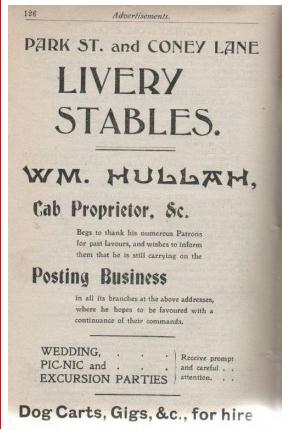 126 Advertisements.
PARK ST. and CONEY LANE
LIVERY
STABLES.
WM. HULLAH,
Cab Proprietor, &c.
Begs to thank his numerous Patrons
for past favours, and wishes to inform
them that he is still carrying on the
Posting Business
in all its branches at the above addresses,
where he hopes to be favoured with a
continuance of their commands.
WEDDING, . . .
PIC-NIC and . . .
EXCURSION PARTIES
Receive prompt
and careful . .
attention. . .
Dog Carts, Gigs, &c., for hire